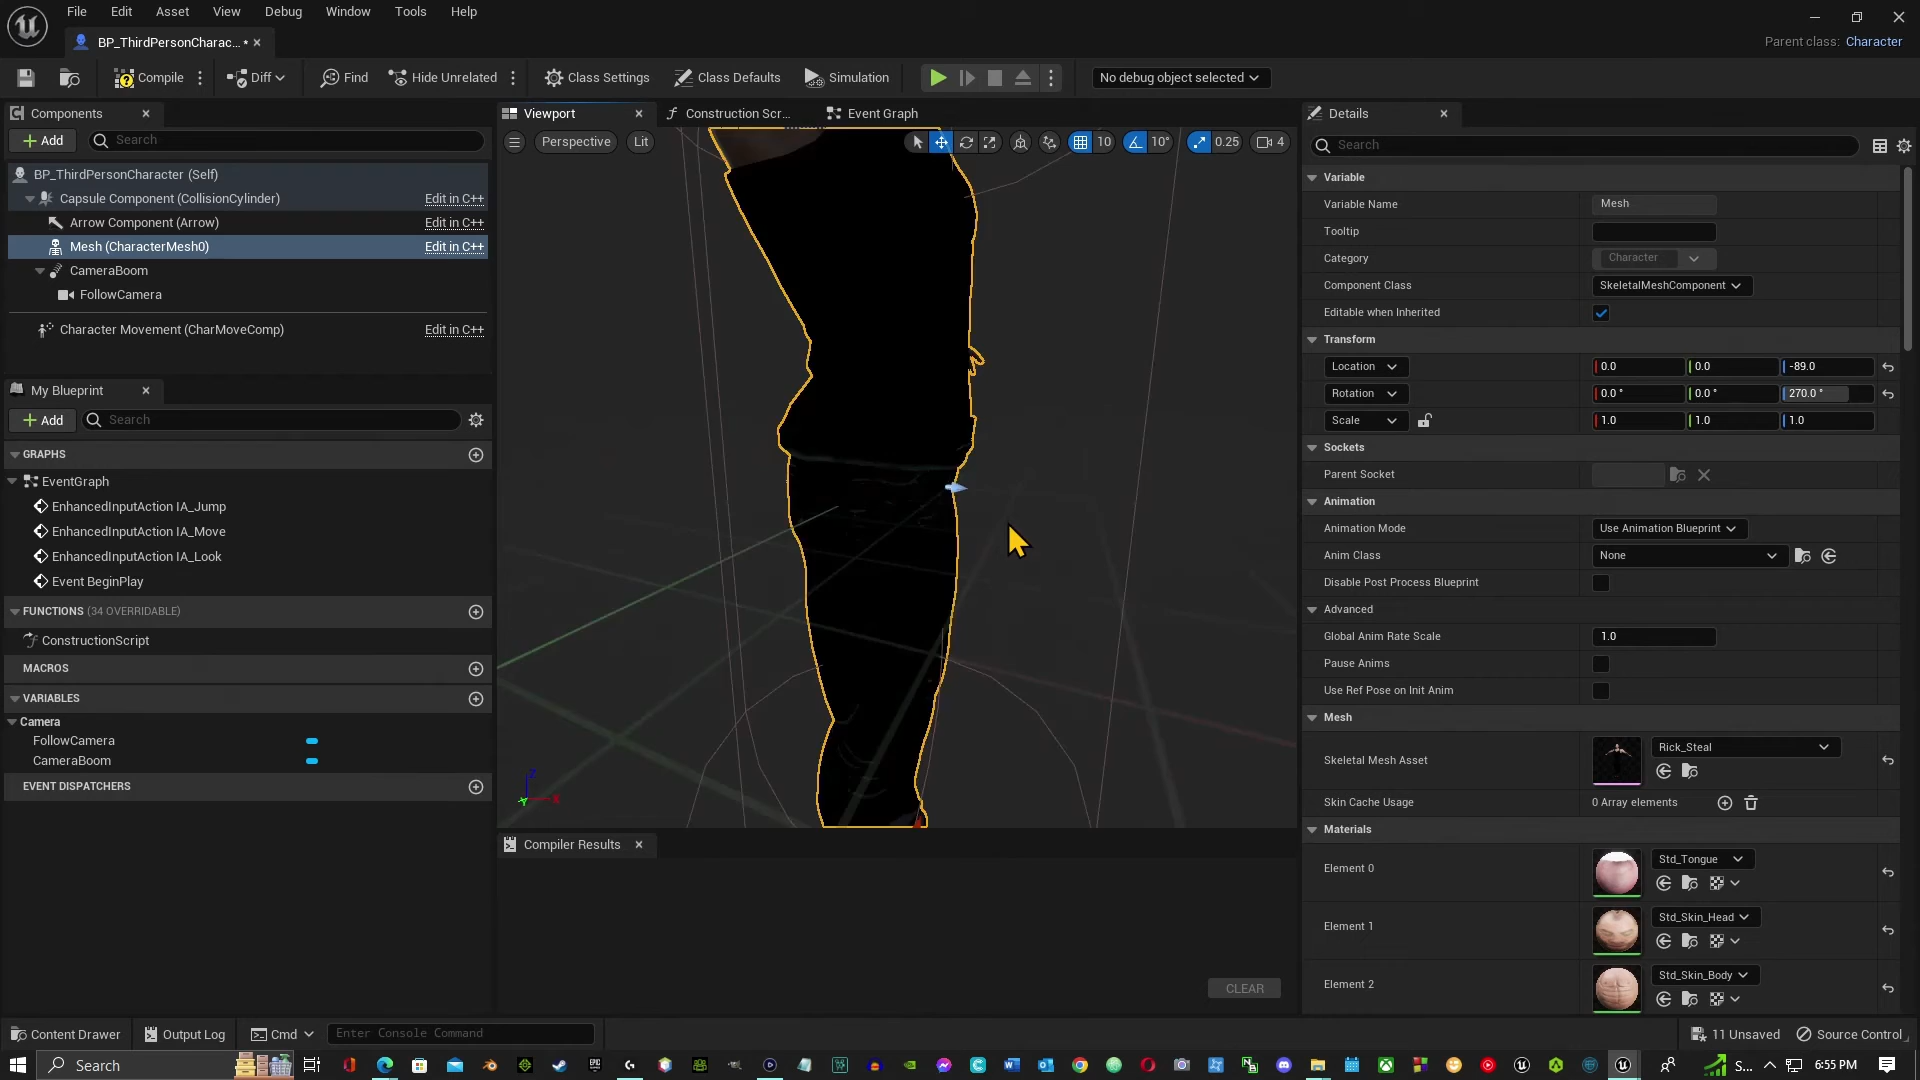 File Edit Asset View Debug Window Tools Help
BP_ThirdPersonCharac... *
Parent class: Character
Compile Diff Find Hide Unrelated Class Settings Class Defaults Simulation No debug object selected
Components
Add Search
BP_ThirdPersonCharacter (Self)
Capsule Component (CollisionCylinder) Edit in C++
Arrow Component (Arrow) Edit in C++
Mesh (CharacterMesh0) Edit in C++
CameraBoom
FollowCamera
Character Movement (CharMoveComp) Edit in C++
My Blueprint
Add Search
GRAPHS
EventGraph
EnhancedInputAction IA_Jump
EnhancedInputAction IA_Move
EnhancedInputAction IA_Look
Event BeginPlay
FUNCTIONS (34 OVERRIDABLE)
ConstructionScript
MACROS
VARIABLES
Camera
FollowCamera
CameraBoom
EVENT DISPATCHERS
Viewport Construction Scr... Event Graph
Perspective Lit 10 10° 0.25 4
Z
X
Y
Compiler Results
CLEAR
Details
Search
Variable
Variable Name Mesh
Tooltip
Category Character
Component Class SkeletalMeshComponent
Editable when Inherited
Transform
Location 0.0 0.0 -89.0
Rotation 0.0 ° 0.0 ° 270.0 °
Scale 1.0 1.0 1.0
Sockets
Parent Socket
Animation
Animation Mode Use Animation Blueprint
Anim Class None
Disable Post Process Blueprint
Advanced
Global Anim Rate Scale 1.0
Pause Anims
Use Ref Pose on Init Anim
Mesh
Skeletal Mesh Asset Rick_Steal
Skin Cache Usage 0 Array elements
Materials
Element 0 Std_Tongue
Element 1 Std_Skin_Head
Element 2 Std_Skin_Body
Content Drawer Output Log Cmd Enter Console Command 11 Unsaved Source Control
Search S... 6:55 PM